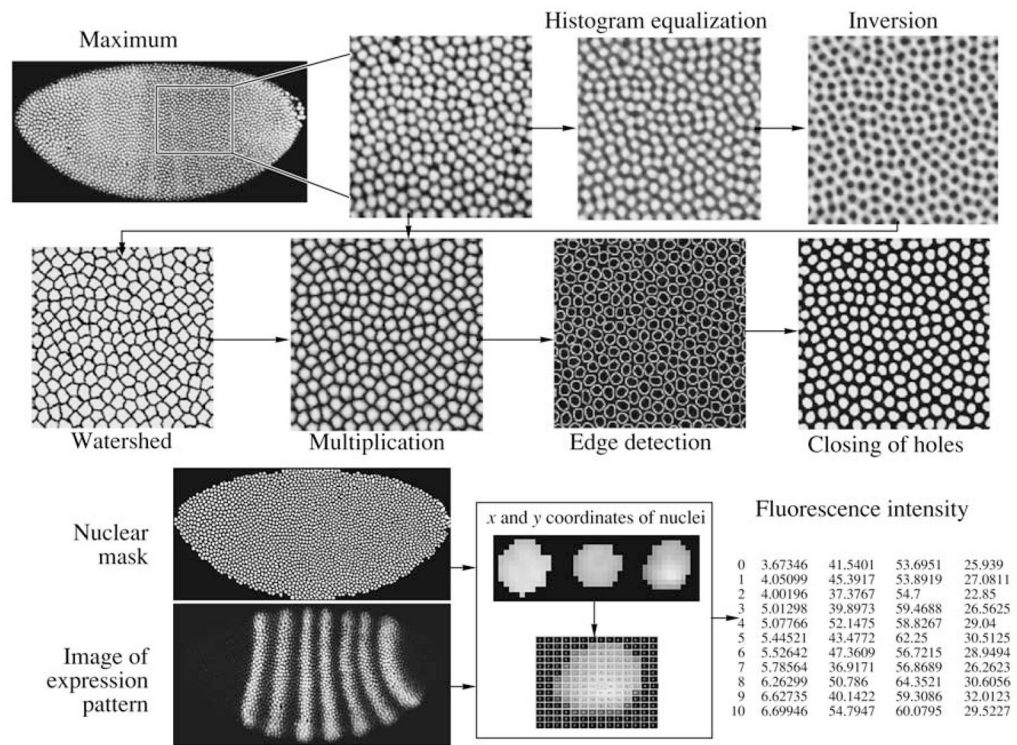 Maximum
Histogram equalization
Inversion
Watershed
Multiplication
Edge detection
Closing of holes
Nuclear
mask
Image of
expression
pattern
x and y coordinates of nuclei
Fluorescence intensity
0 3.67346 41.5401 53.6951 25.939
1 4.05099 45.3917 53.8919 27.0811
2 4.00196 37.3767 54.7 22.85
3 5.01298 39.8973 59.4688 26.5625
4 5.07766 52.1475 58.8267 29.04
5 5.44521 43.4772 62.25 30.5125
6 5.52642 47.3609 56.7215 28.9494
7 5.78564 36.9171 56.8689 26.2623
8 6.26299 50.786 64.3521 30.6056
9 6.62735 40.1422 59.3086 32.0123
10 6.69946 54.7947 60.0795 29.5227